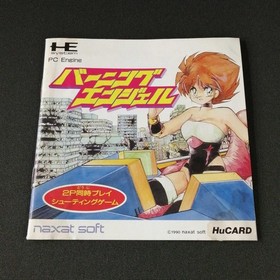 HE
SYSTEM
PC Engine
バーニング
エンジェル
2P同時プレイ
シューティングゲーム
naxat soft
©1990 naxat soft
HuCARD